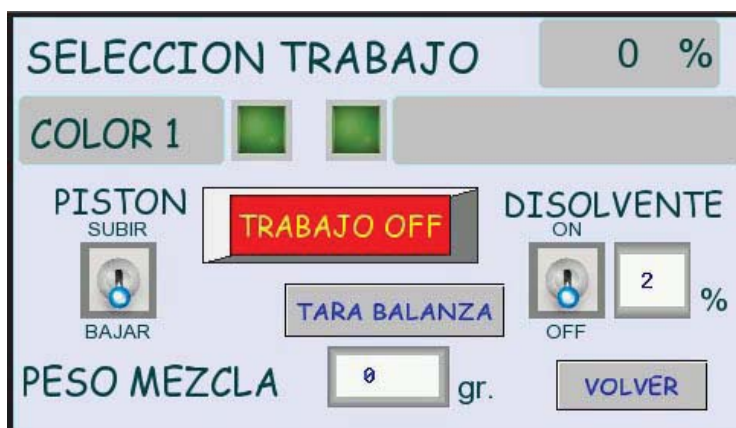 SELECCION TRABAJO 0 %
COLOR 1
PISTON
SUBIR
BAJAR
TRABAJO OFF
DISOLVENTE
ON
2 %
OFF
TARA BALANZA
PESO MEZCLA 0 gr.
VOLVER